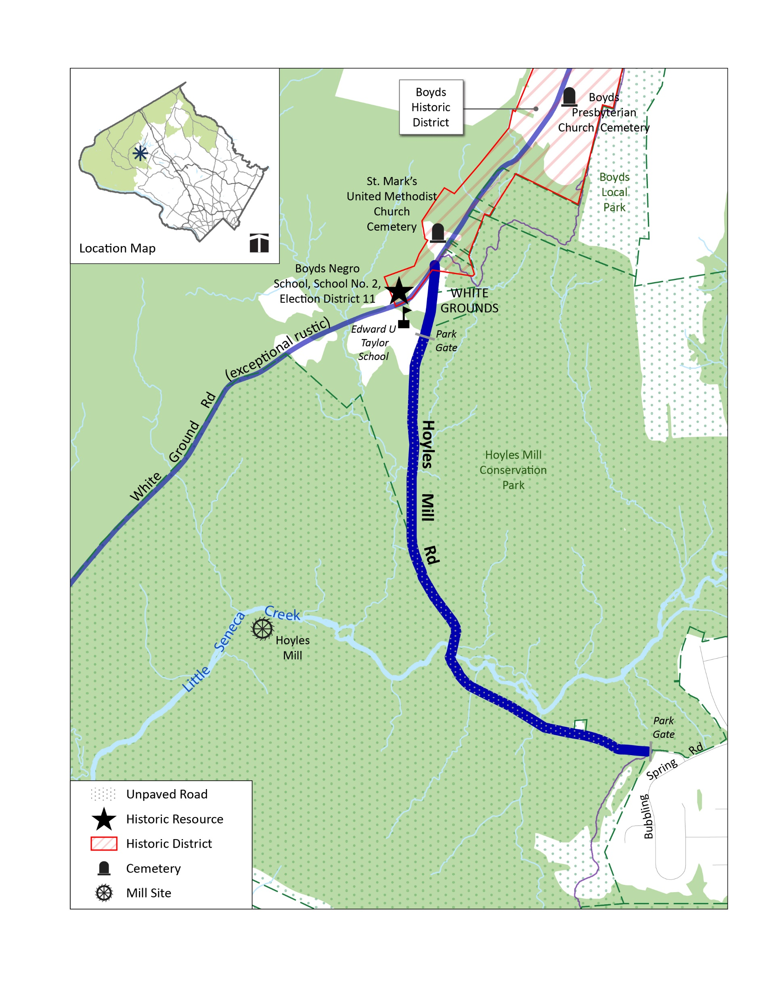 Location Map
Boyds
Historic
District
Boyds
Presbyterian
Church Cemetery
Boyds
Local
Park
St. Mark’s
United Methodist
Church
Cemetery
Boyds Negro
School, School No. 2,
Election District 11
WHITE
GROUNDS
Edward U
Taylor
School
Park
Gate
White Ground Rd (exceptional rustic)
Hoyles Mill Rd
Hoyles Mill
Conservation
Park
Little Seneca Creek
Hoyles
Mill
Park
Gate
Bubbling Spring Rd
Unpaved Road
Historic Resource
Historic District
Cemetery
Mill Site